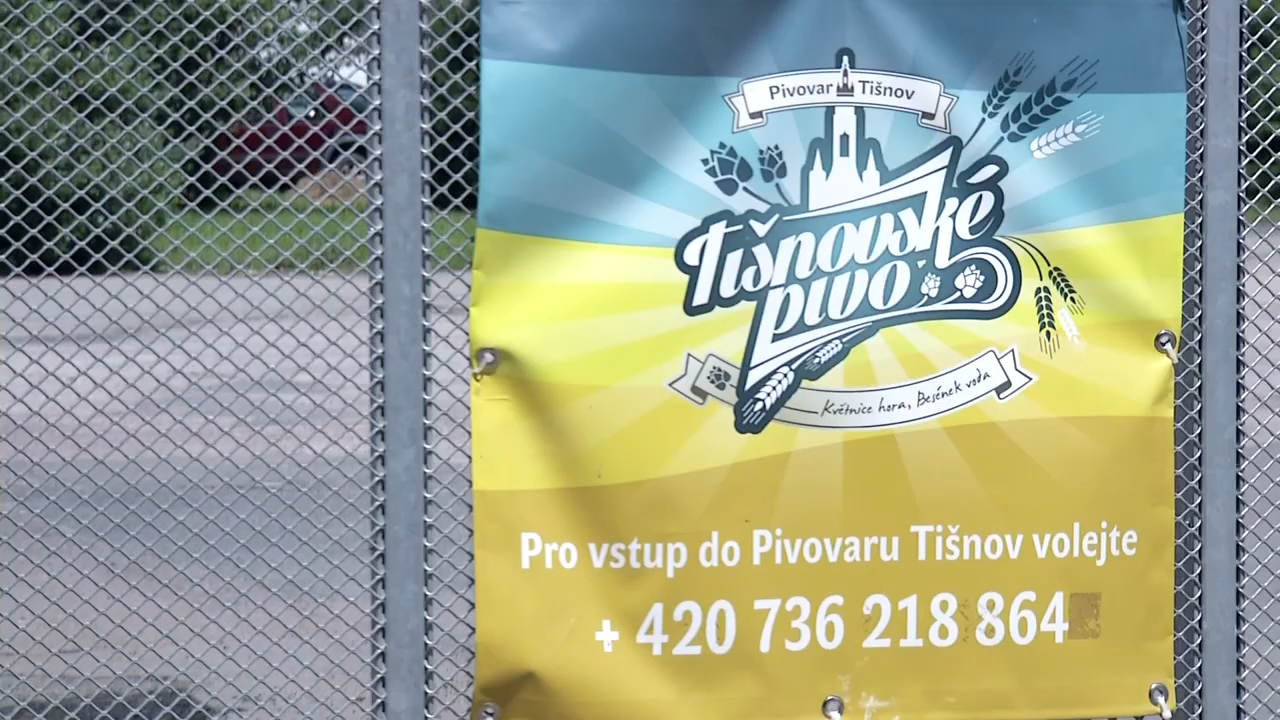 Pivovar Tišnov
Tišnovské
pivo
Květnice hora, Besének voda
Pro vstup do Pivovaru Tišnov volejte
+ 420 736 218 864